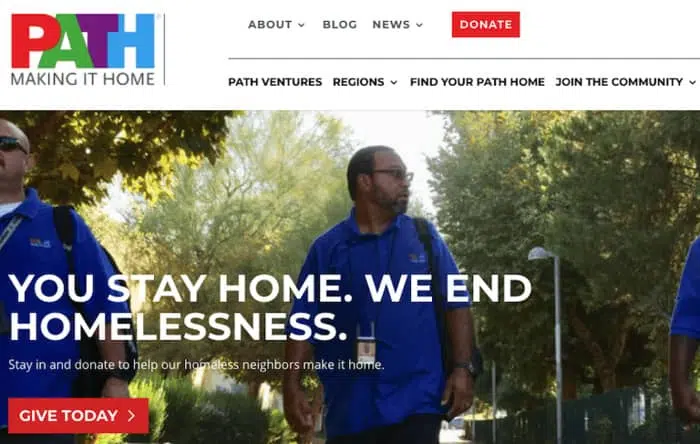 PATH
MAKING IT HOME
ABOUT
BLOG
NEWS
DONATE
PATH VENTURES
REGIONS
FIND YOUR PATH HOME
JOIN THE COMMUNITY
YOU STAY HOME. WE END
HOMELESSNESS.
Stay in and donate to help our homeless neighbors make it home.
GIVE TODAY